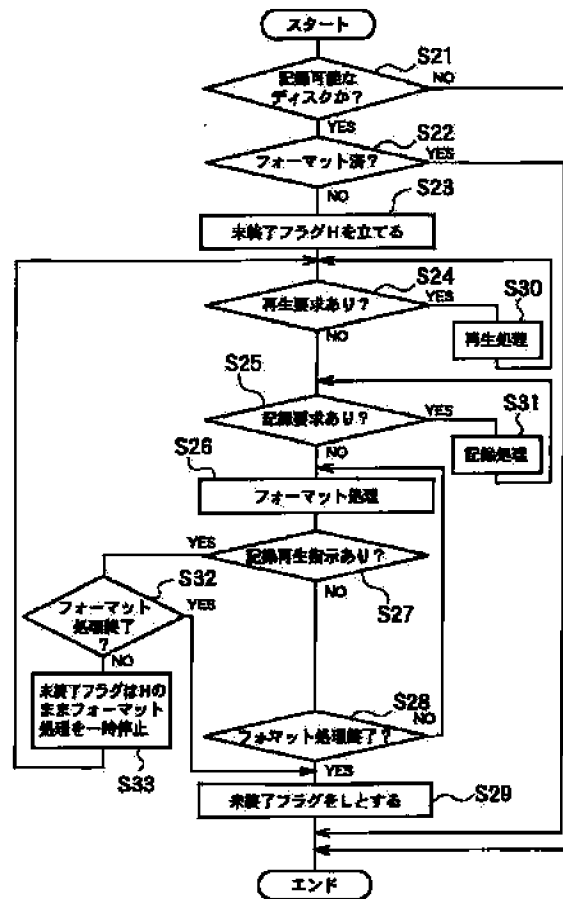 スタート
S21
記録可能な
ディスクか？
NO
YES
S22
フォーマット済？
YES
NO
S23
未終了フラグHを立てる
S24
再生要求あり？
YES
S30
再生処理
NO
S25
記録要求あり？
YES
S31
記録処理
NO
S26
フォーマット処理
記録再生指示あり？
YES
S27
NO
S32
フォーマット
処理終了
？
YES
NO
未終了フラグはHの
ままフォーマット
処理を一時停止
S33
S28
フォーマット処理終了？
NO
YES
S29
未終了フラグをLとする
エンド